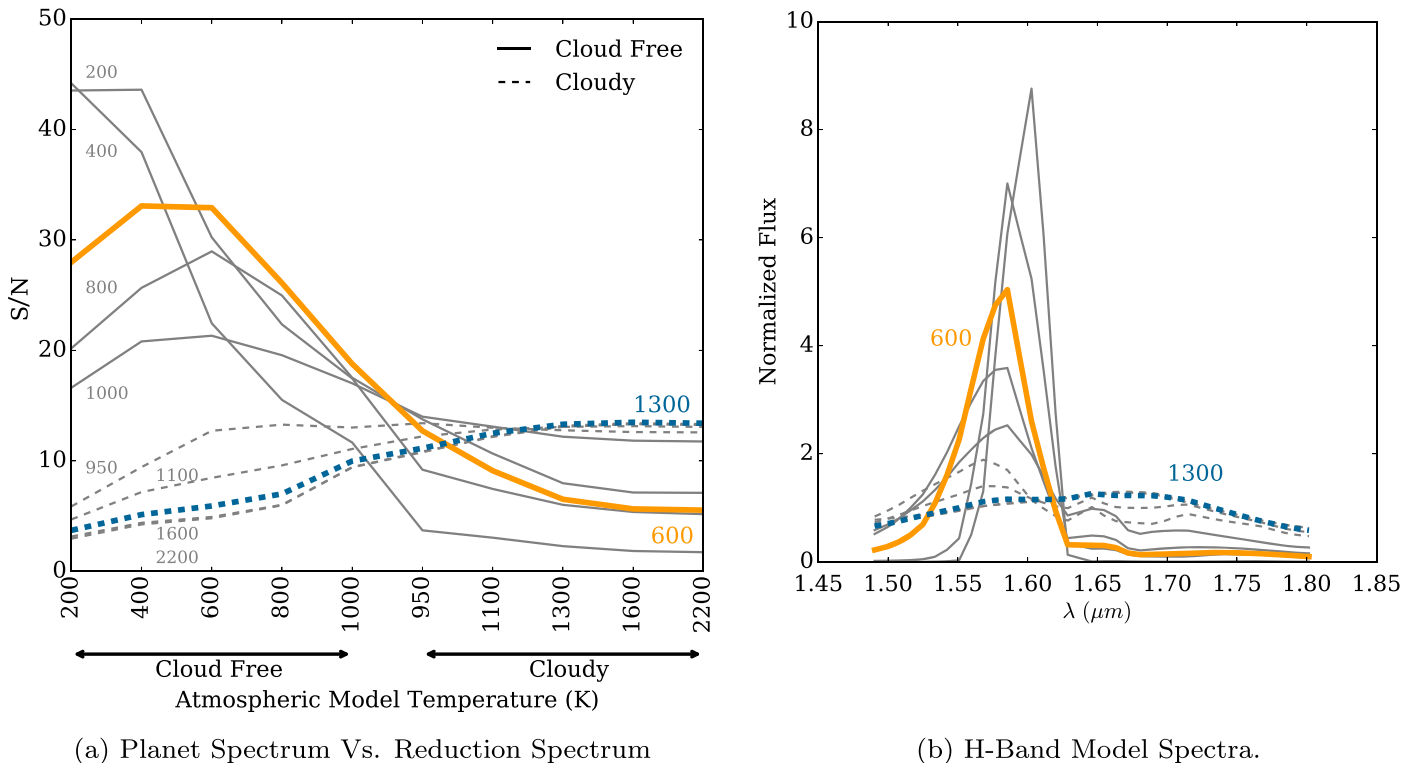 50
40
30
20
10
0
S/N
Cloud Free
Cloudy
200
400
800
1000
950
1100
1600
2200
1300
600
200 400 600 800 1000 950 1100 1300 1600 2200
Cloud Free Cloudy
Atmospheric Model Temperature (K)
(a) Planet Spectrum Vs. Reduction Spectrum
10
8
6
4
2
0
Normalized Flux
600
1300
1.45 1.50 1.55 1.60 1.65 1.70 1.75 1.80 1.85
λ (μm)
(b) H-Band Model Spectra.